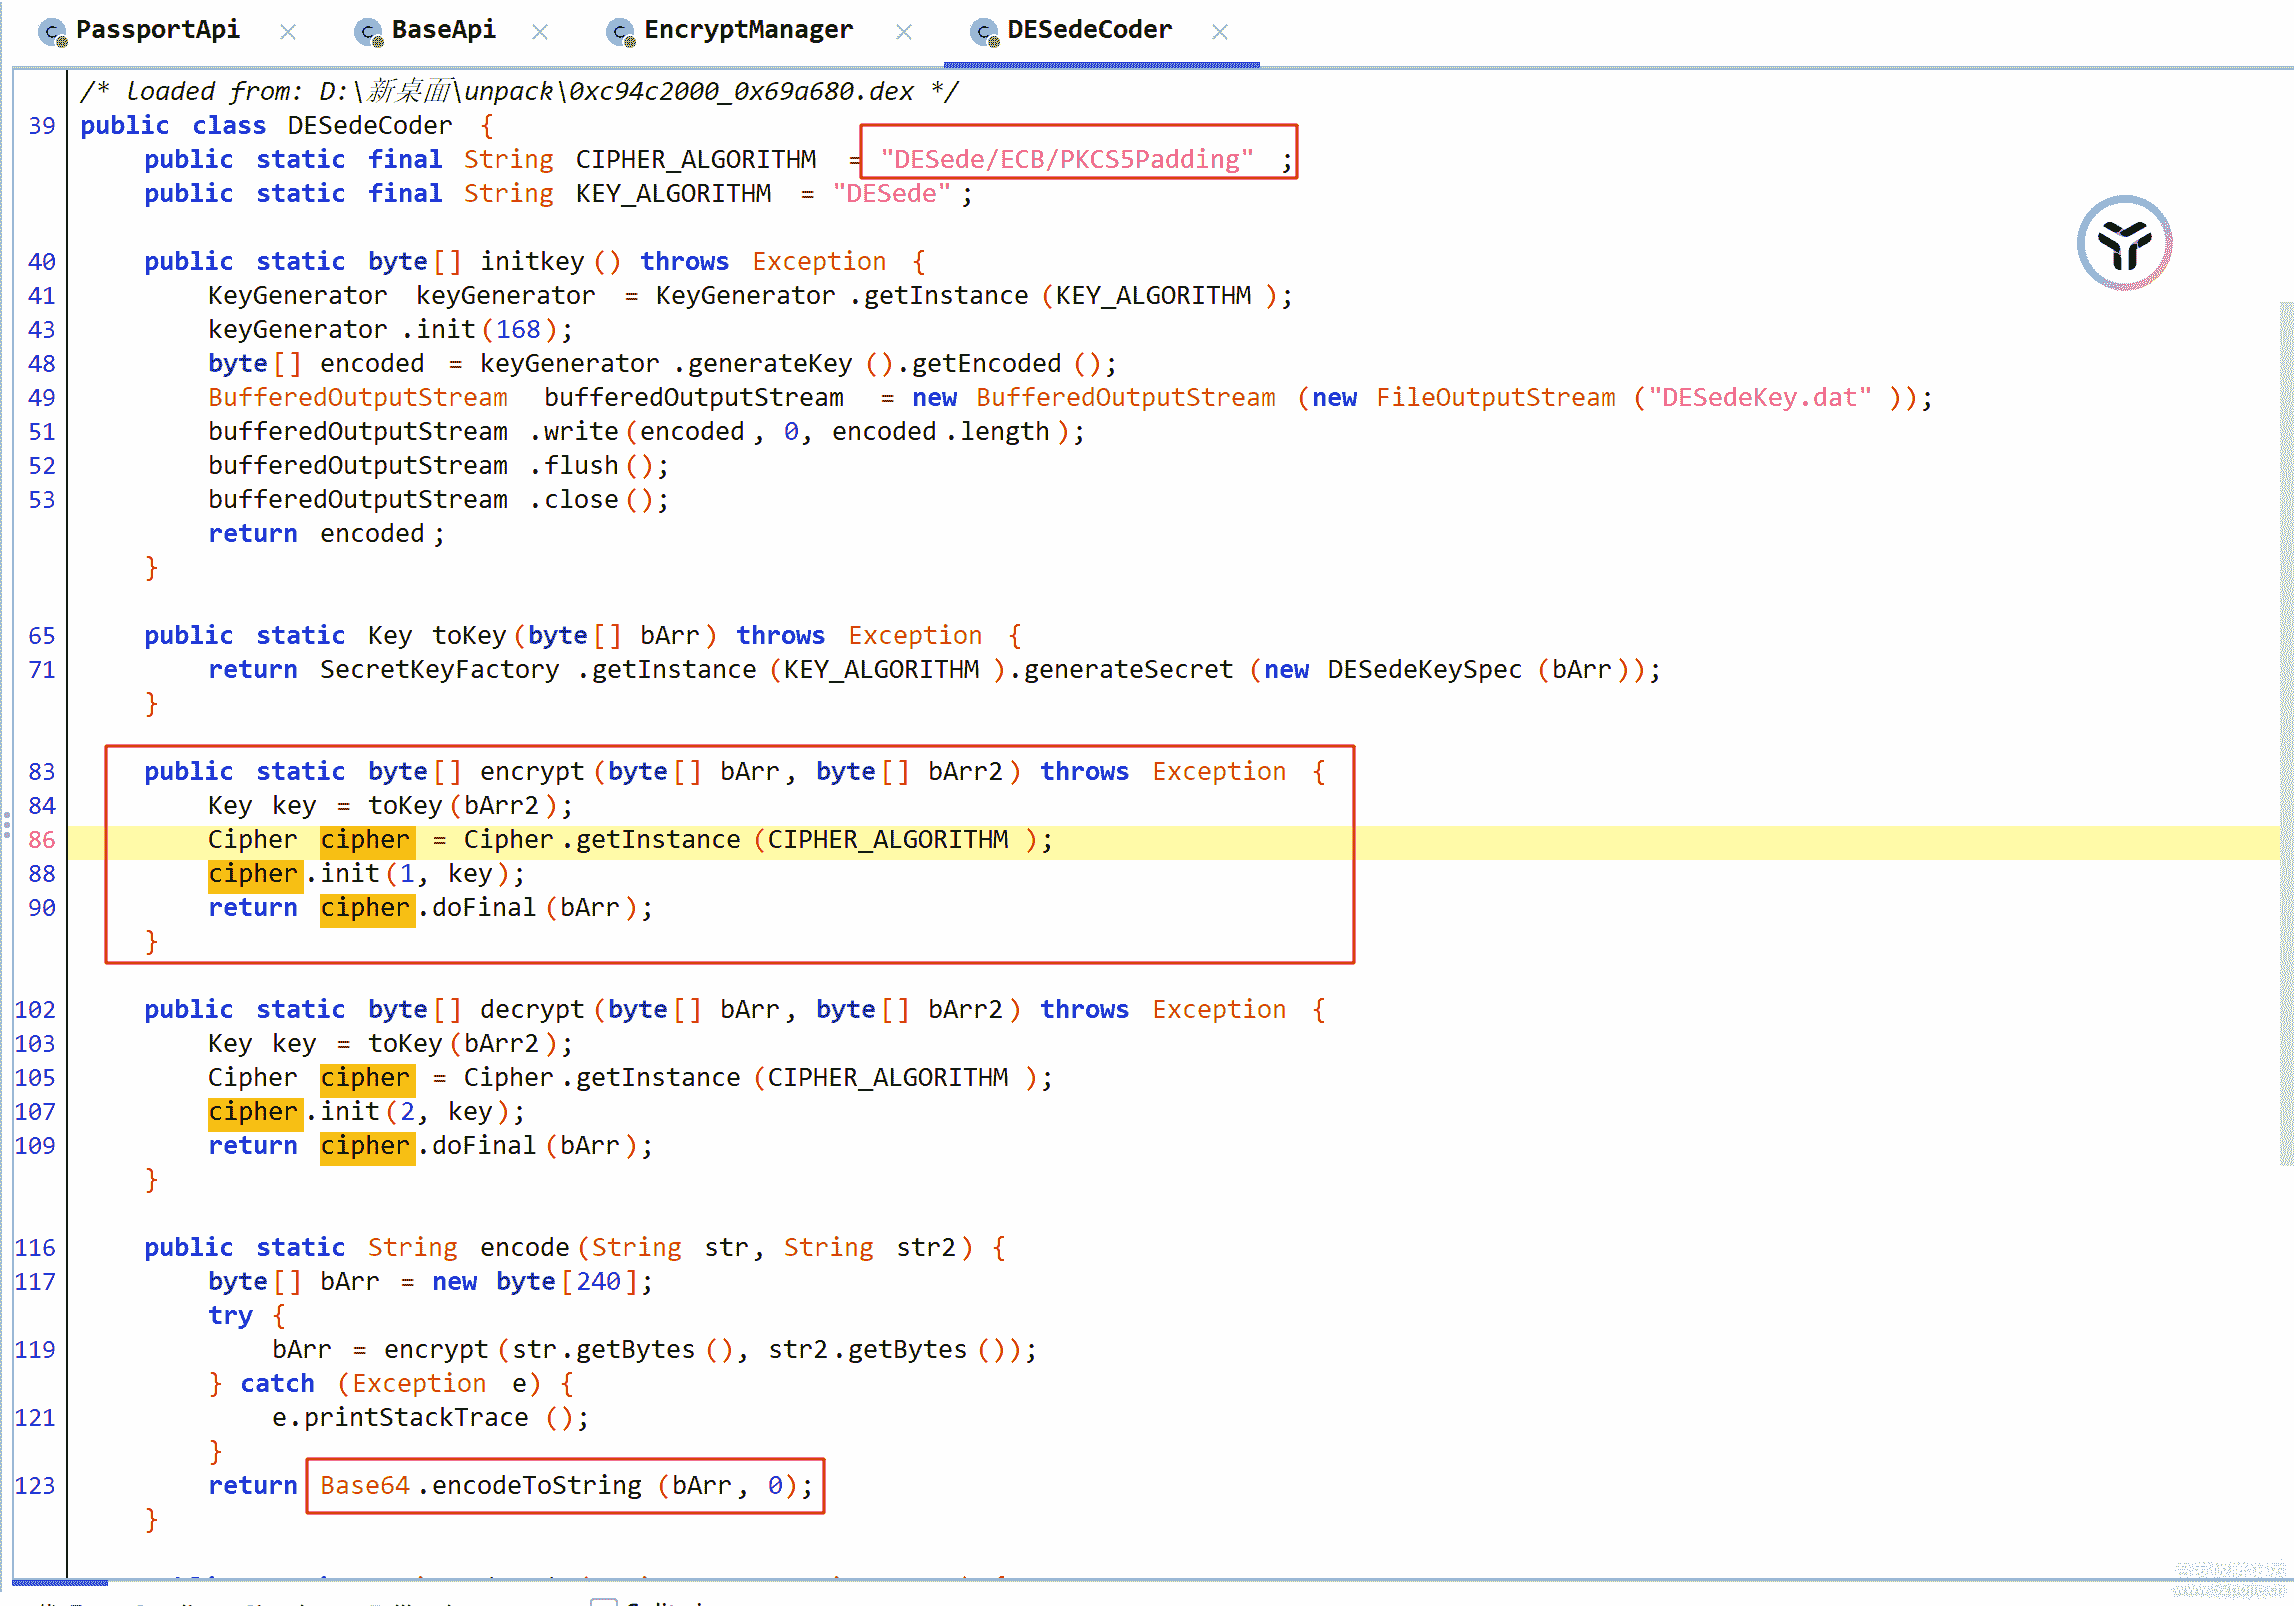 PassportApi BaseApi EncryptManager DESedeCoder
/* loaded from: D:\新桌面\unpack\0xc94c2000_0x69a680.dex */
39 public class DESedeCoder {
public static final String CIPHER_ALGORITHM = "DESede/ECB/PKCS5Padding" ;
public static final String KEY_ALGORITHM = "DESede" ;
40 public static byte[] initkey () throws Exception {
41 KeyGenerator keyGenerator = KeyGenerator .getInstance (KEY_ALGORITHM );
43 keyGenerator .init(168);
48 byte[] encoded = keyGenerator .generateKey ().getEncoded ();
49 BufferedOutputStream bufferedOutputStream = new BufferedOutputStream (new FileOutputStream ("DESedeKey.dat" ));
51 bufferedOutputStream .write(encoded , 0, encoded .length );
52 bufferedOutputStream .flush();
53 bufferedOutputStream .close();
return encoded ;
}
65 public static Key toKey(byte[] bArr) throws Exception {
71 return SecretKeyFactory .getInstance (KEY_ALGORITHM ).generateSecret (new DESedeKeySpec (bArr));
}
83 public static byte[] encrypt (byte[] bArr, byte[] bArr2) throws Exception {
84 Key key = toKey(bArr2);
86 Cipher cipher = Cipher .getInstance (CIPHER_ALGORITHM );
88 cipher .init(1, key);
90 return cipher .doFinal (bArr);
}
102 public static byte[] decrypt (byte[] bArr, byte[] bArr2) throws Exception {
103 Key key = toKey(bArr2);
105 Cipher cipher = Cipher .getInstance (CIPHER_ALGORITHM );
107 cipher .init(2, key);
109 return cipher .doFinal (bArr);
}
116 public static String encode (String str, String str2) {
117 byte[] bArr = new byte[240];
try {
119 bArr = encrypt (str.getBytes (), str2.getBytes ());
} catch (Exception e) {
121 e.printStackTrace ();
}
123 return Base64 .encodeToString (bArr, 0);
}